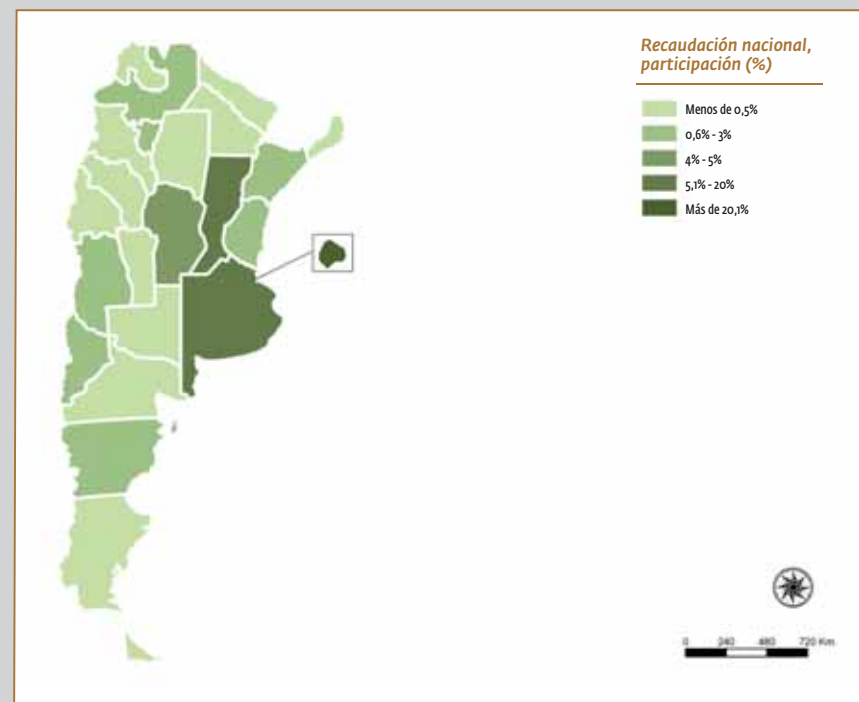 Recaudación nacional,
participación (%)
Menos de 0,5%
0,6% - 3%
4% - 5%
5,1% - 20%
Más de 20,1%
0 240 480 720 Km.